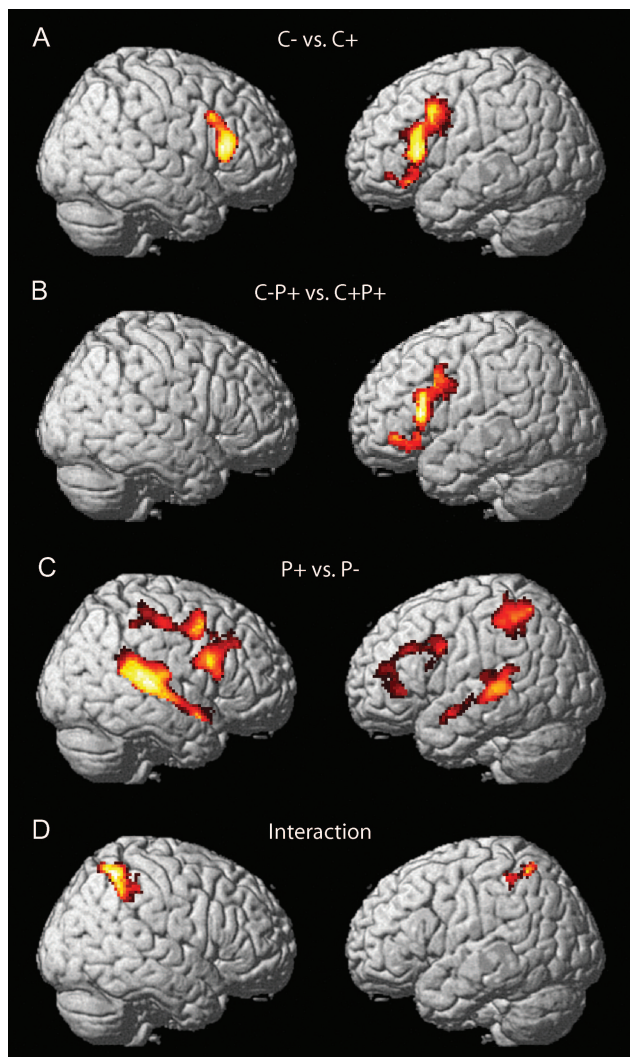 A
C- vs. C+
B
C-P+ vs. C+P+
C
P+ vs. P-
D
Interaction